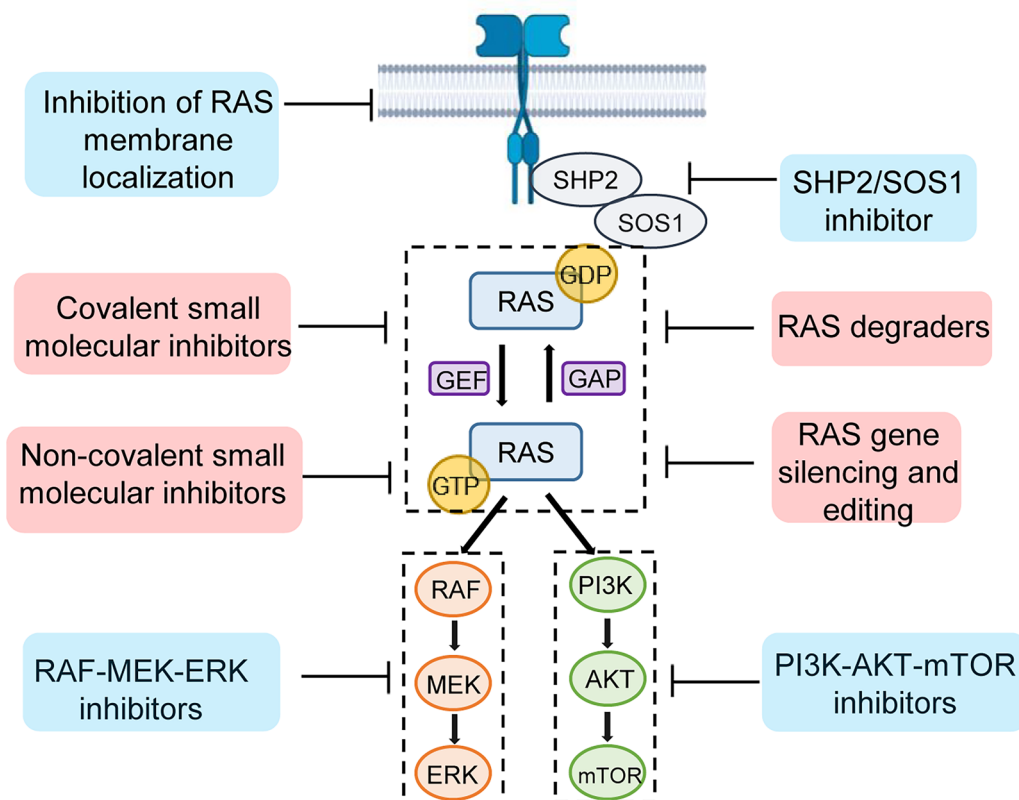 Inhibition of RAS
membrane
localization
SHP2
SOS1
SHP2/SOS1
inhibitor
GDP
RAS
Covalent small
molecular inhibitors
RAS degraders
GEF
GAP
RAS
GTP
Non-covalent small
molecular inhibitors
RAS gene
silencing and
editing
RAF
MEK
ERK
PI3K
AKT
mTOR
RAF-MEK-ERK
inhibitors
PI3K-AKT-mTOR
inhibitors